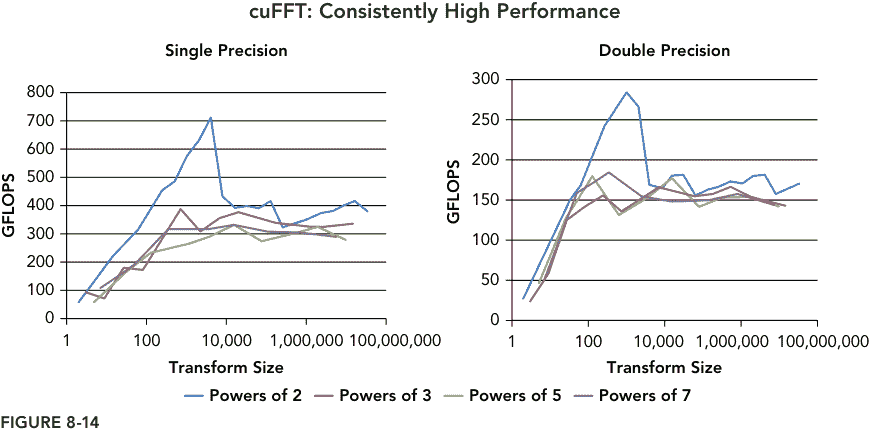 cuFFT: Consistently High Performance
Single Precision
800
700
600
500
400
300
200
100
0
GFLOPS
1
100
10,000
1,000,000
100,000,000
Transform Size
Double Precision
300
250
200
150
100
50
0
GFLOPS
1
100
10,000
1,000,000
100,000,000
Transform Size
Powers of 2 Powers of 3 Powers of 5 Powers of 7
FIGURE 8-14